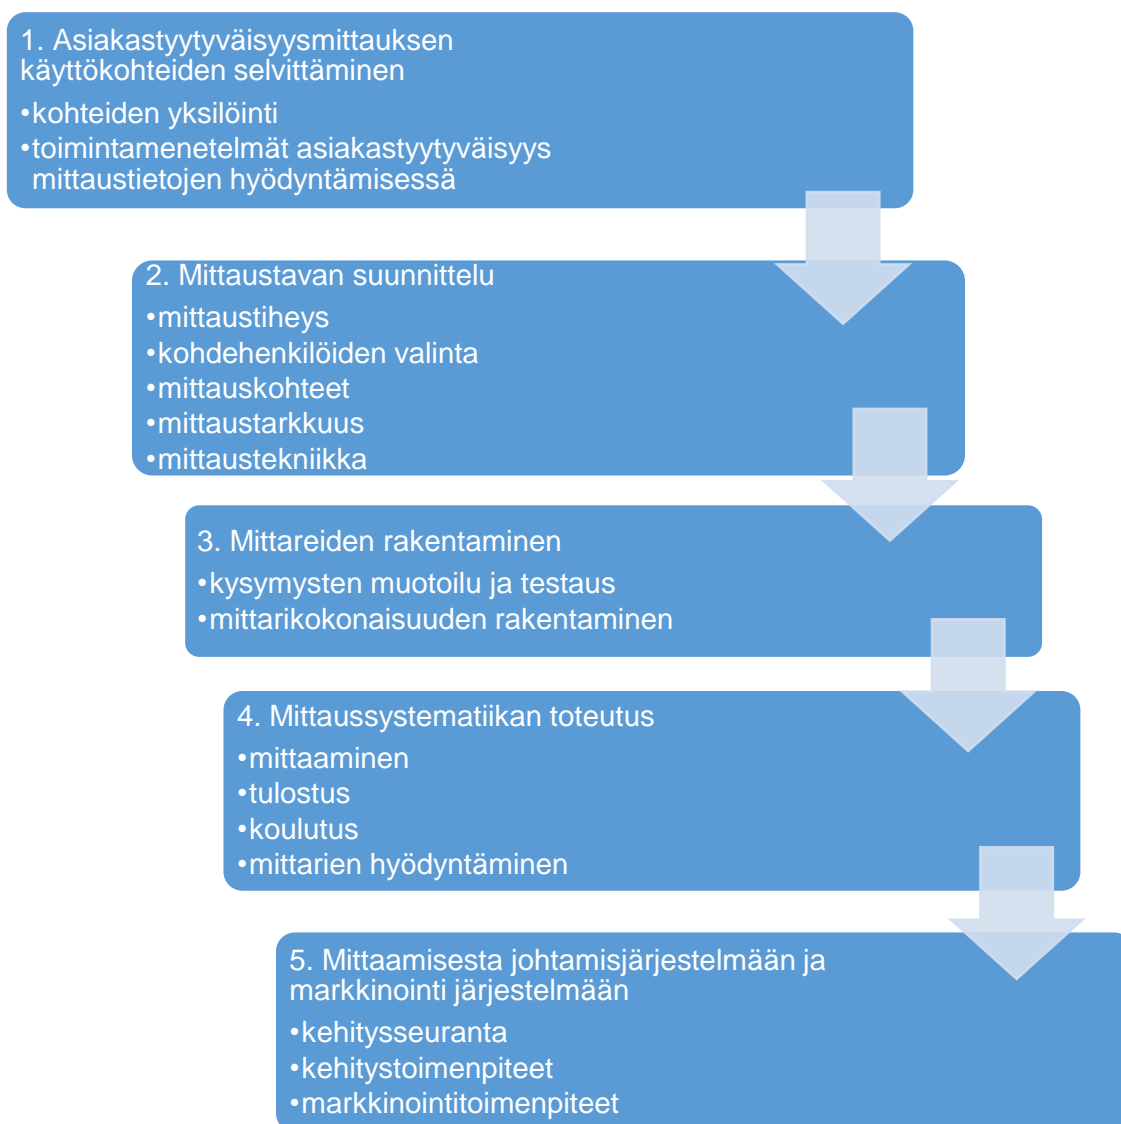 1. Asiakastyytyväisyysmittauksen
käyttökohteiden selvittäminen
•kohteiden yksilöinti
•toimintamenetelmät asiakastyytyväisyys
mittaustietojen hyödyntämisessä
2. Mittaustavan suunnittelu
•mittaustiheys
•kohdehenkilöiden valinta
•mittauskohteet
•mittaustarkkuus
•mittaustekniikka
3. Mittareiden rakentaminen
•kysymysten muotoilu ja testaus
•mittarikokonaisuuden rakentaminen
4. Mittaussystematiikan toteutus
•mittaaminen
•tulostus
•koulutus
•mittarien hyödyntäminen
5. Mittaamisesta johtamisjärjestelmään ja
markkinointi järjestelmään
•kehitysseuranta
•kehitystoimenpiteet
•markkinointitoimenpiteet